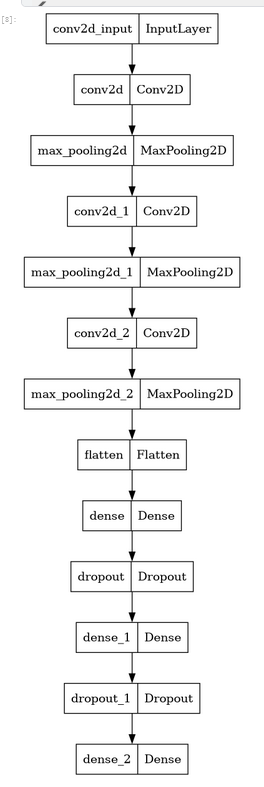 [8]:
conv2d_input InputLayer
conv2d Conv2D
max_pooling2d MaxPooling2D
conv2d_1 Conv2D
max_pooling2d_1 MaxPooling2D
conv2d_2 Conv2D
max_pooling2d_2 MaxPooling2D
flatten Flatten
dense Dense
dropout Dropout
dense_1 Dense
dropout_1 Dropout
dense_2 Dense